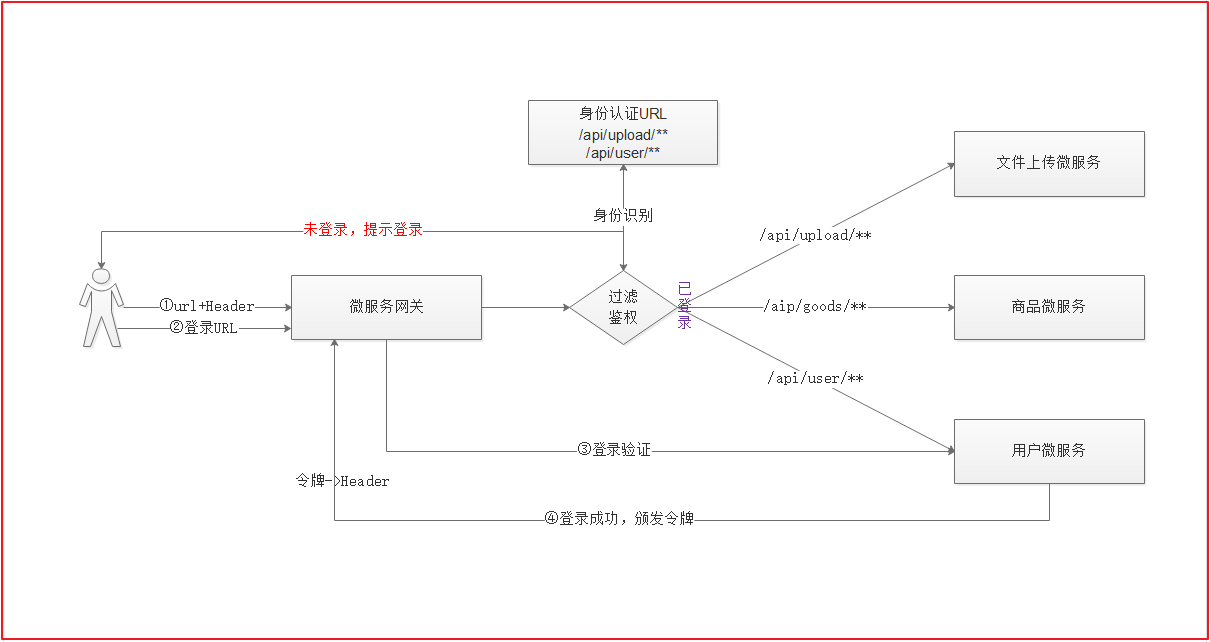 身份认证URL
/api/upload/**
/api/user/**
文件上传微服务
身份识别
未登录，提示登录
/api/upload/**
①url+Header
②登录URL
微服务网关
过滤
鉴权
已
登
录
/aip/goods/**
商品微服务
/api/user/**
③登录验证
用户微服务
令牌->Header
④登录成功，颁发令牌